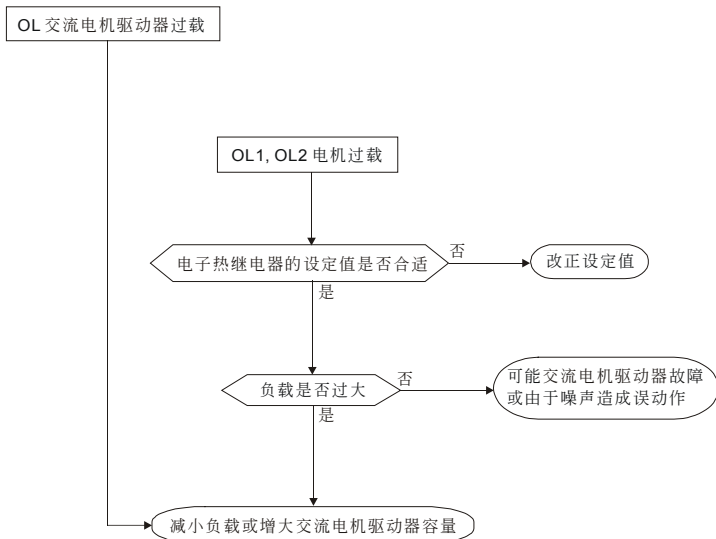 OL 交流电机驱动器过载
OL1, OL2 电机过载
电子热继电器的设定值是否合适
否
改正设定值
是
负载是否过大
否
可能交流电机驱动器故障
或由于噪声造成误动作
是
减小负载或增大交流电机驱动器容量